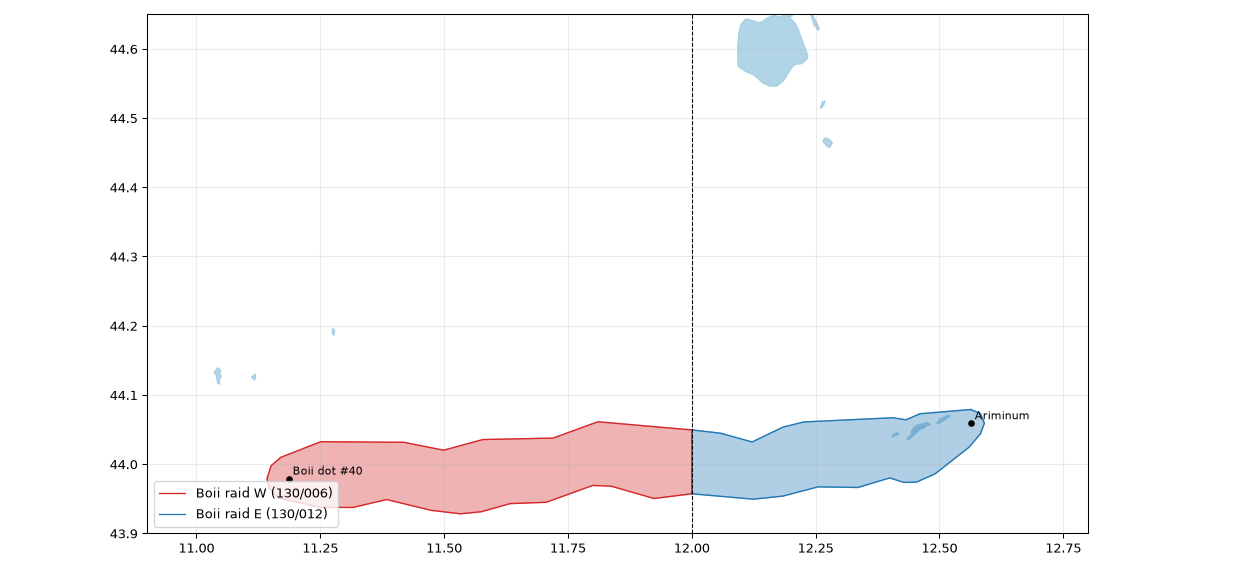 44.6
44.5
44.4
44.3
44.2
44.1
Ariminum
44.0
Boii dot #40
Boii raid W (130/006)
Boii raid E (130/012)
43.9
11.00 11.25 11.50 11.75 12.00 12.25 12.50 12.75